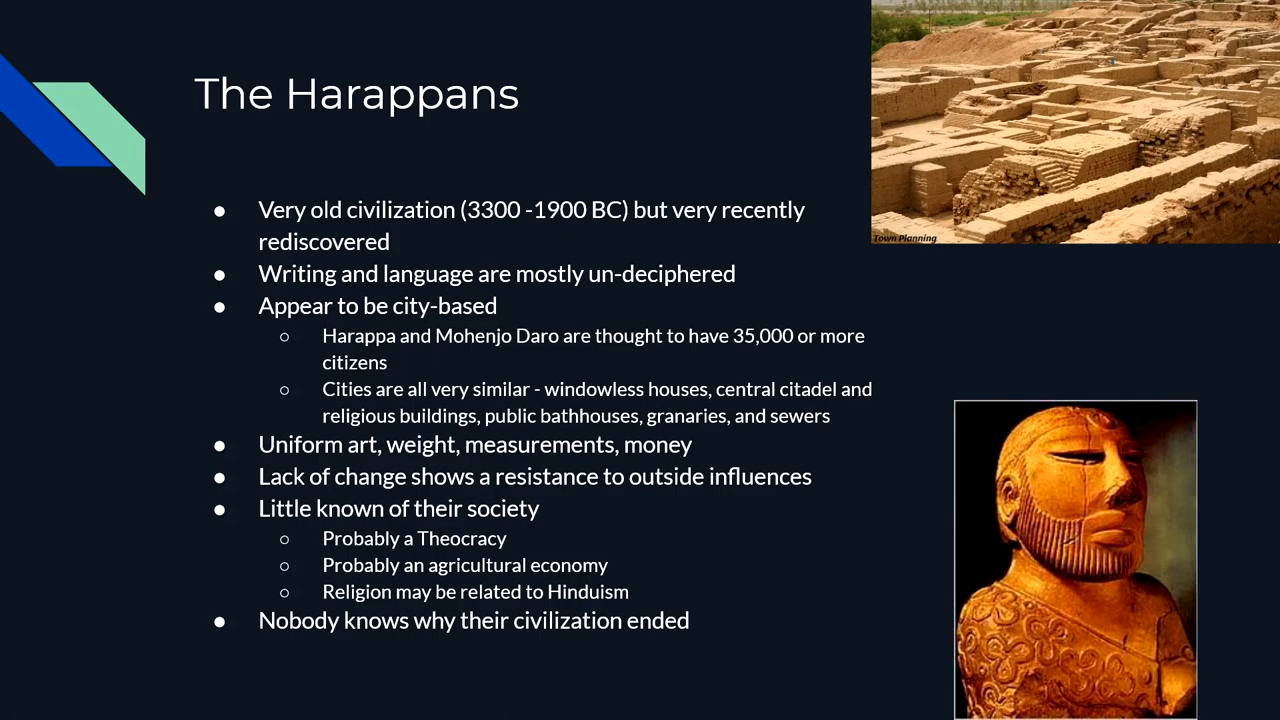 The Harappans
● Very old civilization (3300 -1900 BC) but very recently
rediscovered
● Writing and language are mostly un-deciphered
● Appear to be city-based
○ Harappa and Mohenjo Daro are thought to have 35,000 or more
citizens
○ Cities are all very similar - windowless houses, central citadel and
religious buildings, public bathhouses, granaries, and sewers
● Uniform art, weight, measurements, money
● Lack of change shows a resistance to outside influences
● Little known of their society
○ Probably a Theocracy
○ Probably an agricultural economy
○ Religion may be related to Hinduism
● Nobody knows why their civilization ended
Town Planning